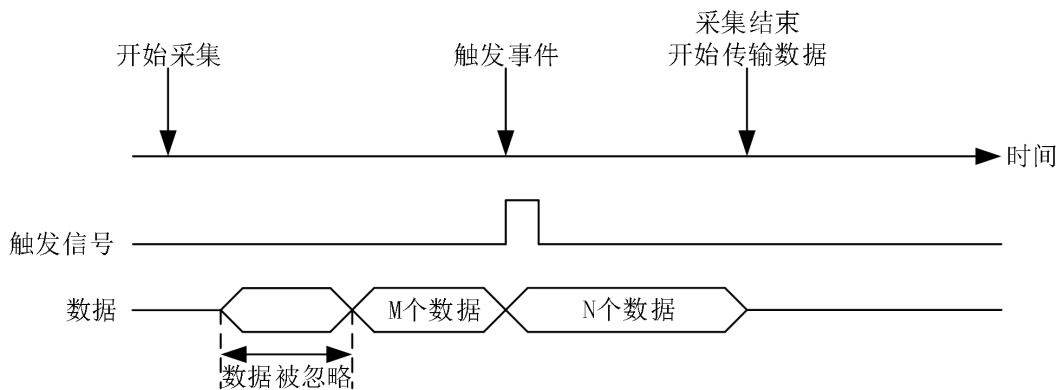 采集结束
开始采集
触发事件
开始传输数据
时间
触发信号
数据
M个数据
N个数据
数据被忽略